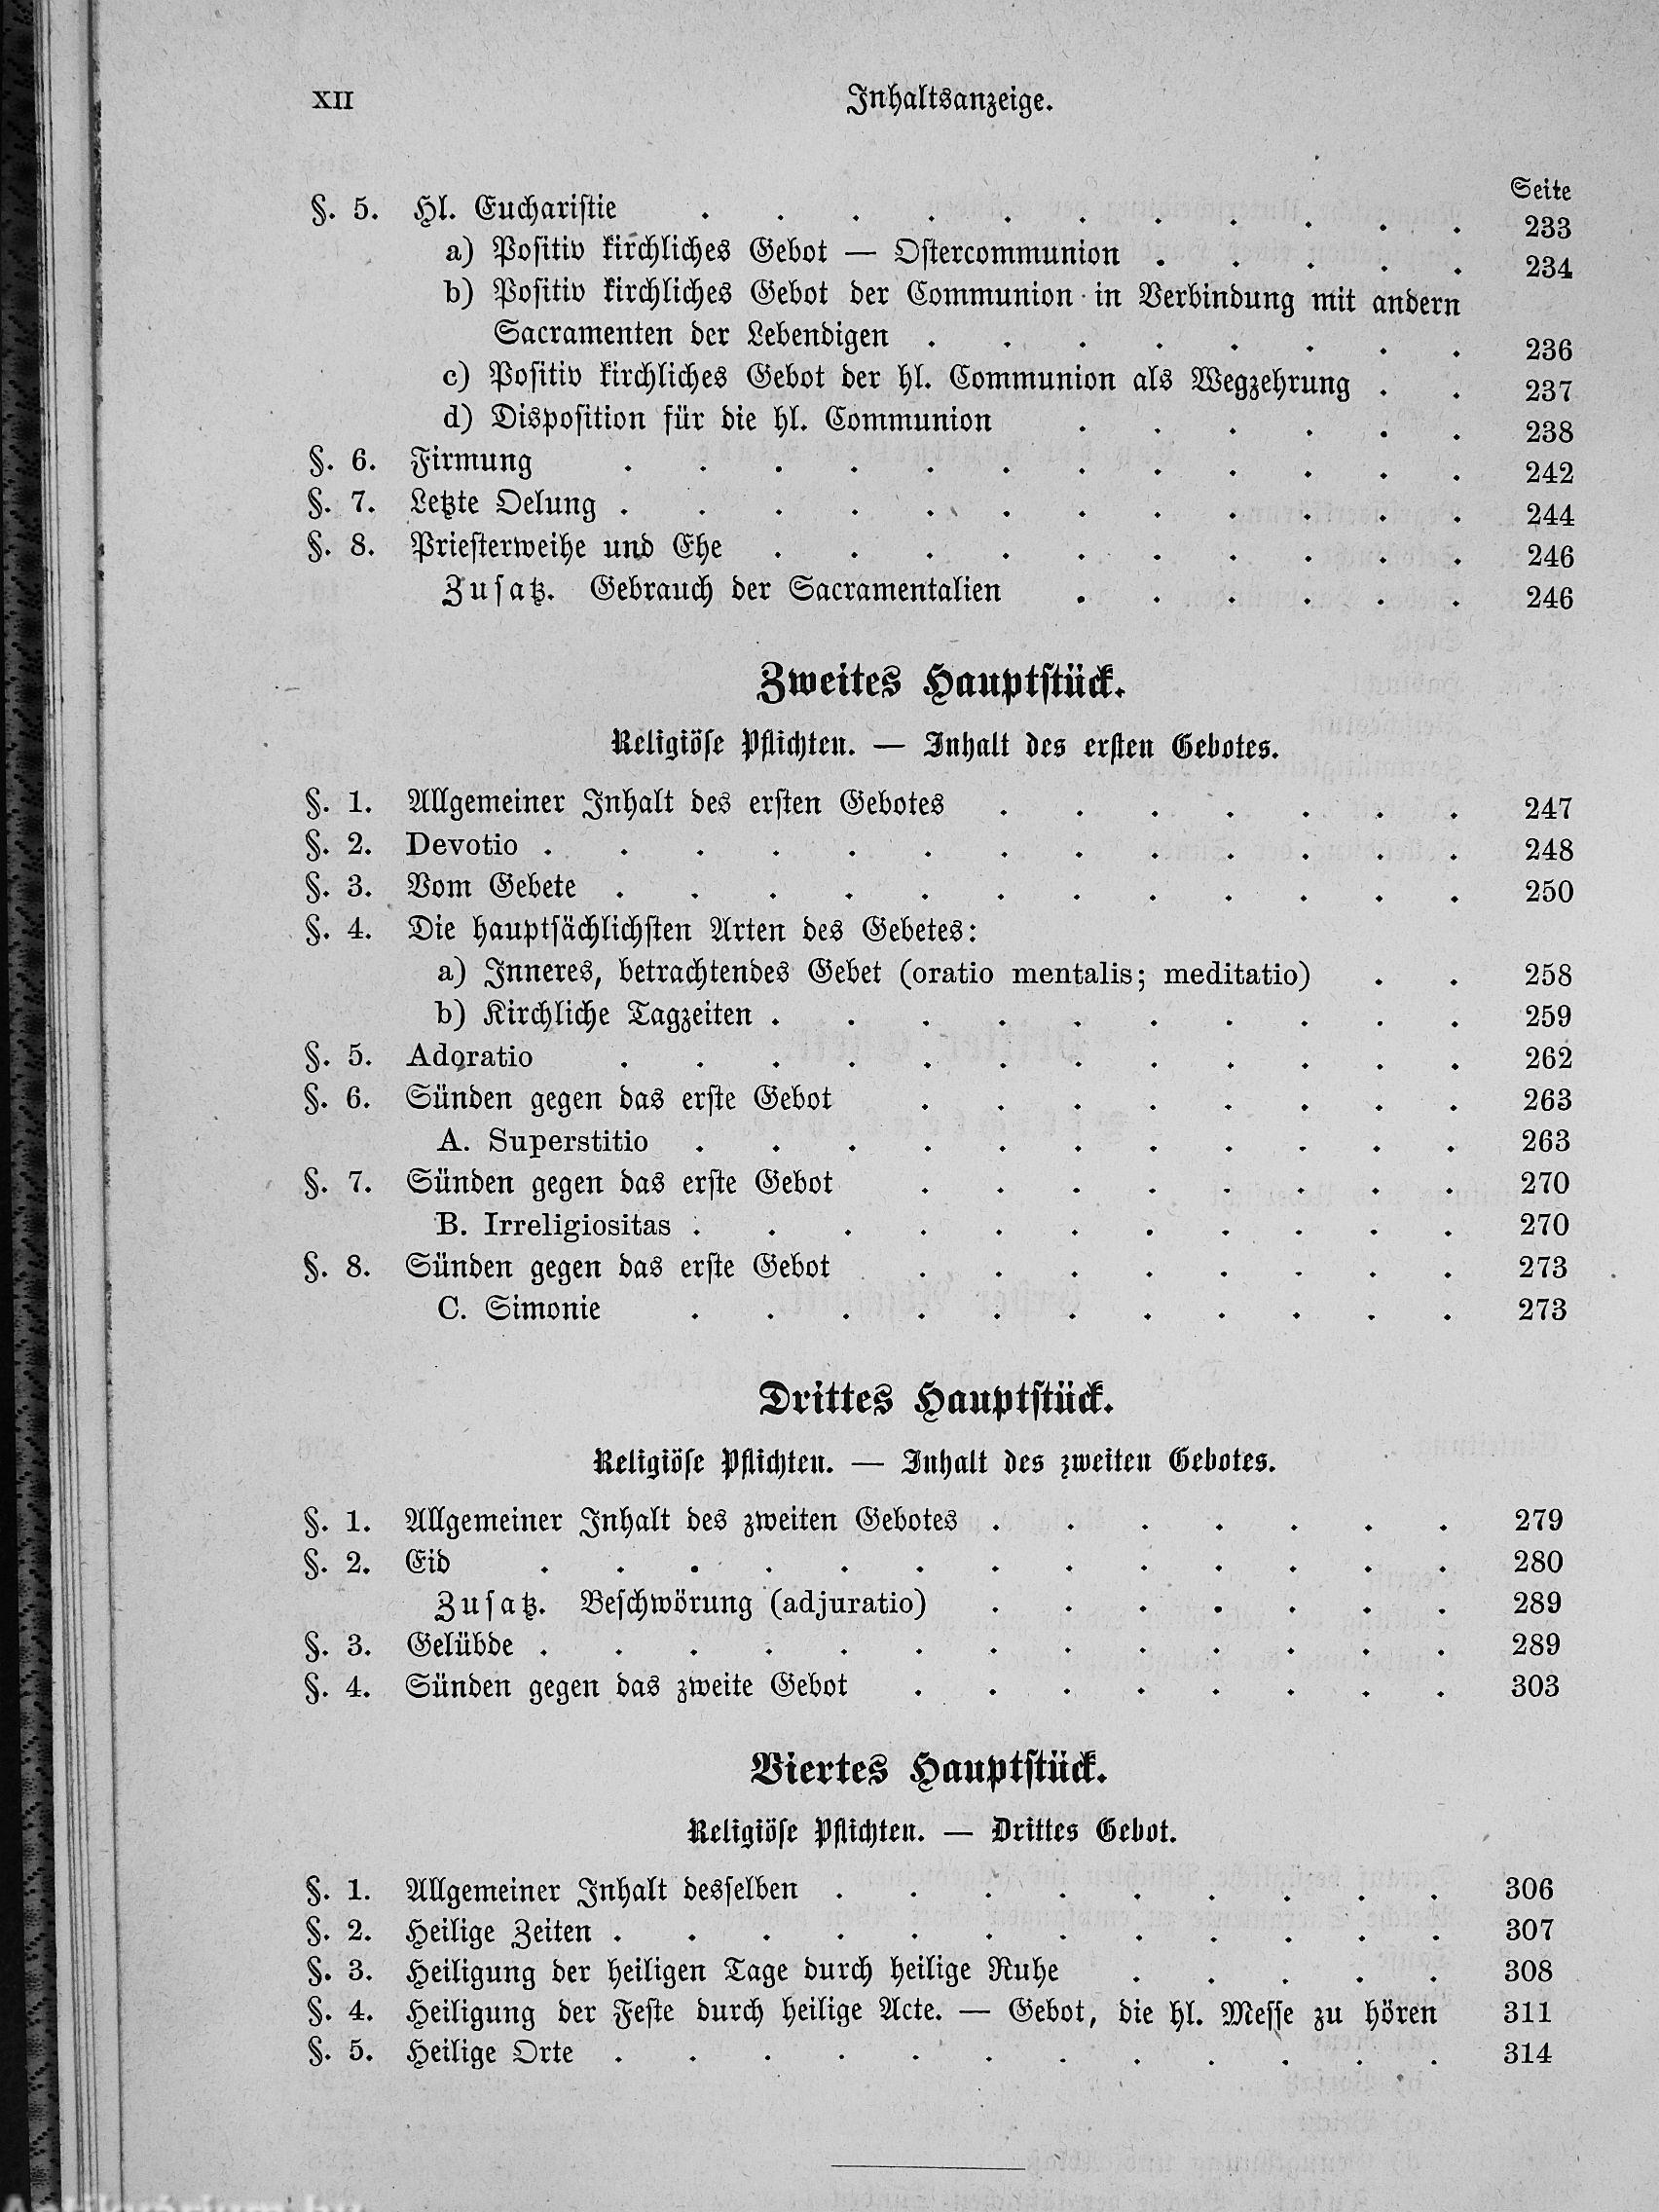 XII Inhaltsanzeige.
Seite
§. 5. Hl. Eucharistie . . . . . . . . . . . 233
a) Positiv kirchliches Gebot — Ostercommunion . . . . . 234
b) Positiv kirchliches Gebot der Communion in Verbindung mit andern
Sacramenten der Lebendigen . . . . . . . . 236
c) Positiv kirchliches Gebot der hl. Communion als Wegzehrung . . 237
d) Disposition für die hl. Communion . . . . . . 238
§. 6. Firmung . . . . . . . . . . . . 242
§. 7. Letzte Oelung . . . . . . . . . . . . 244
§. 8. Priesterweihe und Ehe . . . . . . . . . . 246
Zusatz. Gebrauch der Sacramentalien . . . . . . 246
Zweites Hauptstück.
Religiöse Pflichten. — Inhalt des ersten Gebotes.
§. 1. Allgemeiner Inhalt des ersten Gebotes . . . . . . . 247
§. 2. Devotio . . . . . . . . . . . . . 248
§. 3. Vom Gebete . . . . . . . . . . . . 250
§. 4. Die hauptsächlichsten Arten des Gebetes:
a) Inneres, betrachtendes Gebet (oratio mentalis; meditatio) . . 258
b) Kirchliche Tagzeiten . . . . . . . . . . 259
§. 5. Adoratio . . . . . . . . . . . . 262
§. 6. Sünden gegen das erste Gebot . . . . . . . . 263
A. Superstitio . . . . . . . . . . . 263
§. 7. Sünden gegen das erste Gebot . . . . . . . . 270
B. Irreligiositas . . . . . . . . . . . 270
§. 8. Sünden gegen das erste Gebot . . . . . . . . 273
C. Simonie . . . . . . . . . . . 273
Drittes Hauptstück.
Religiöse Pflichten. — Inhalt des zweiten Gebotes.
§. 1. Allgemeiner Inhalt des zweiten Gebotes . . . . . . . 279
§. 2. Eid . . . . . . . . . . . . . 280
Zusatz. Beschwörung (adjuratio) . . . . . . . 289
§. 3. Gelübde . . . . . . . . . . . . . 289
§. 4. Sünden gegen das zweite Gebot . . . . . . . . 303
Viertes Hauptstück.
Religiöse Pflichten. — Drittes Gebot.
§. 1. Allgemeiner Inhalt desselben . . . . . . . . . 306
§. 2. Heilige Zeiten . . . . . . . . . . . . 307
§. 3. Heiligung der heiligen Tage durch heilige Ruhe . . . . . 308
§. 4. Heiligung der Feste durch heilige Acte. — Gebot, die hl. Messe zu hören 311
§. 5. Heilige Orte . . . . . . . . . . . . 314